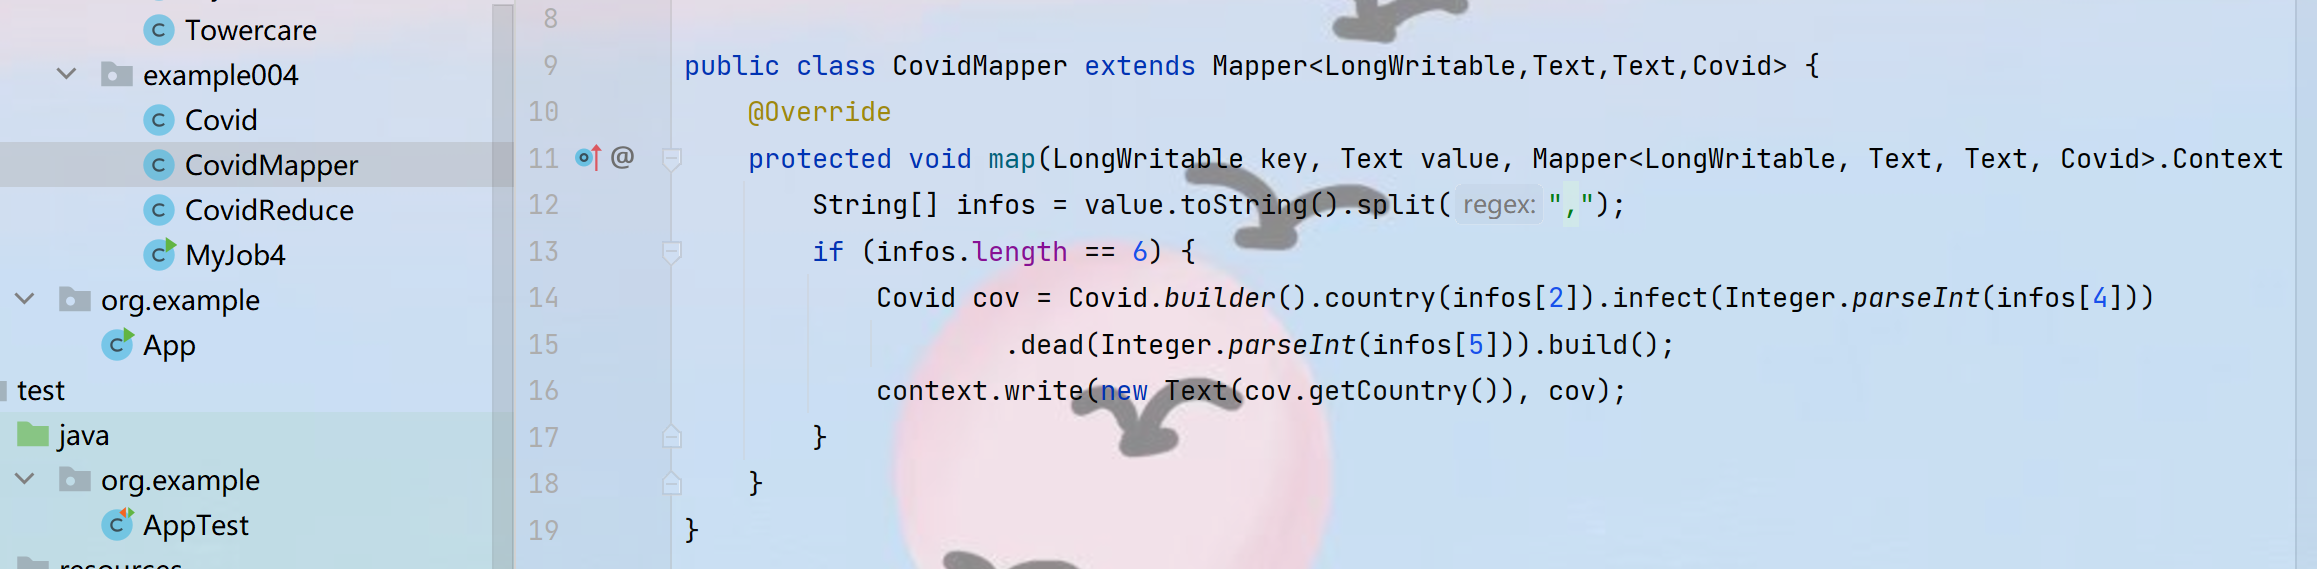 Towercare
example004
Covid
CovidMapper
CovidReduce
MyJob4
org.example
App
test
java
org.example
AppTest
resources
8
9 public class CovidMapper extends Mapper<LongWritable,Text,Text,Covid> {
10 @Override
11 @ protected void map(LongWritable key, Text value, Mapper<LongWritable, Text, Text, Covid>.Context
12 String[] infos = value.toString().split( regex: ",");
13 if (infos.length == 6) {
14 Covid cov = Covid.builder().country(infos[2]).infect(Integer.parseInt(infos[4]))
15 .dead(Integer.parseInt(infos[5])).build();
16 context.write(new Text(cov.getCountry()), cov);
17 }
18 }
19 }